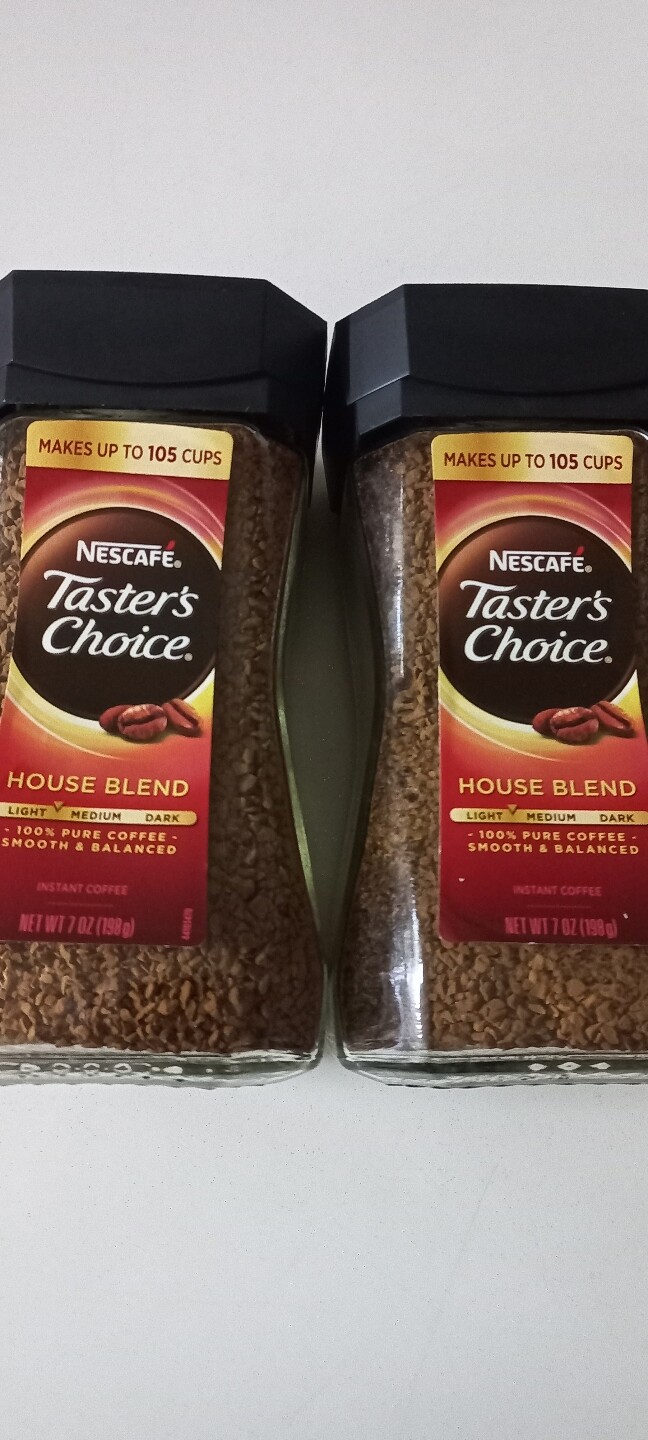 MAKES UP TO 105 CUPS
NESCAFÉ®
Taster's
Choice®
HOUSE BLEND
LIGHT MEDIUM DARK
- 100% PURE COFFEE -
SMOOTH & BALANCED
INSTANT COFFEE
NET WT 7 OZ (198g)
MAKES UP TO 105 CUPS
NESCAFÉ®
Taster's
Choice®
HOUSE BLEND
LIGHT MEDIUM DARK
- 100% PURE COFFEE -
SMOOTH & BALANCED
INSTANT COFFEE
NET WT 7 OZ (198g)